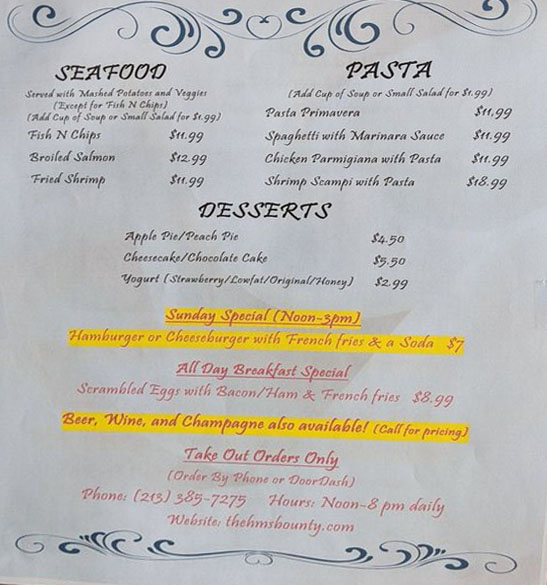 SEAFOOD
Served with Mashed Potatoes and Veggies
(Except for Fish N Chips)
(Add Cup of Soup or Small Salad for $1.99)
Fish N Chips $11.99
Broiled Salmon $12.99
Fried Shrimp $11.99
PASTA
(Add Cup of Soup or Small Salad for $1.99)
Pasta Primavera $11.99
Spaghetti with Marinara Sauce $11.99
Chicken Parmigiana with Pasta $11.99
Shrimp Scampi with Pasta $18.99
DESSERTS
Apple Pie/Peach Pie $4.50
Cheesecake/Chocolate Cake $5.50
Yogurt (Strawberry/Lowfat/Original/Honey) $2.99
Sunday Special (Noon-3pm)
Hamburger or Cheeseburger with French fries & a Soda $7
All Day Breakfast Special
Scrambled Eggs with Bacon/Ham & French fries $8.99
Beer, Wine, and Champagne also available! (Call for pricing)
Take Out Orders Only
(Order By Phone or DoorDash)
Phone: (213) 385-7275 Hours: Noon-8 pm daily
Website: thehmsbounty.com